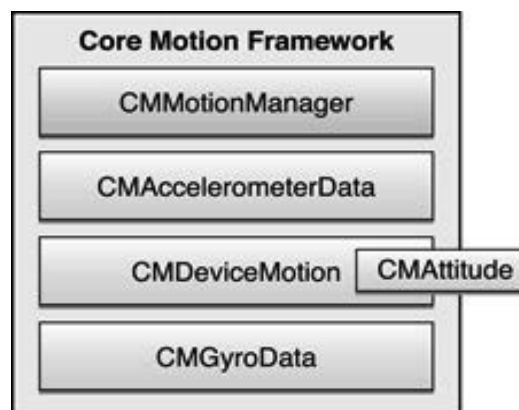 Core Motion Framework
CMMotionManager
CMAccelerometerData
CMDeviceMotion
CMAttitude
CMGyroData